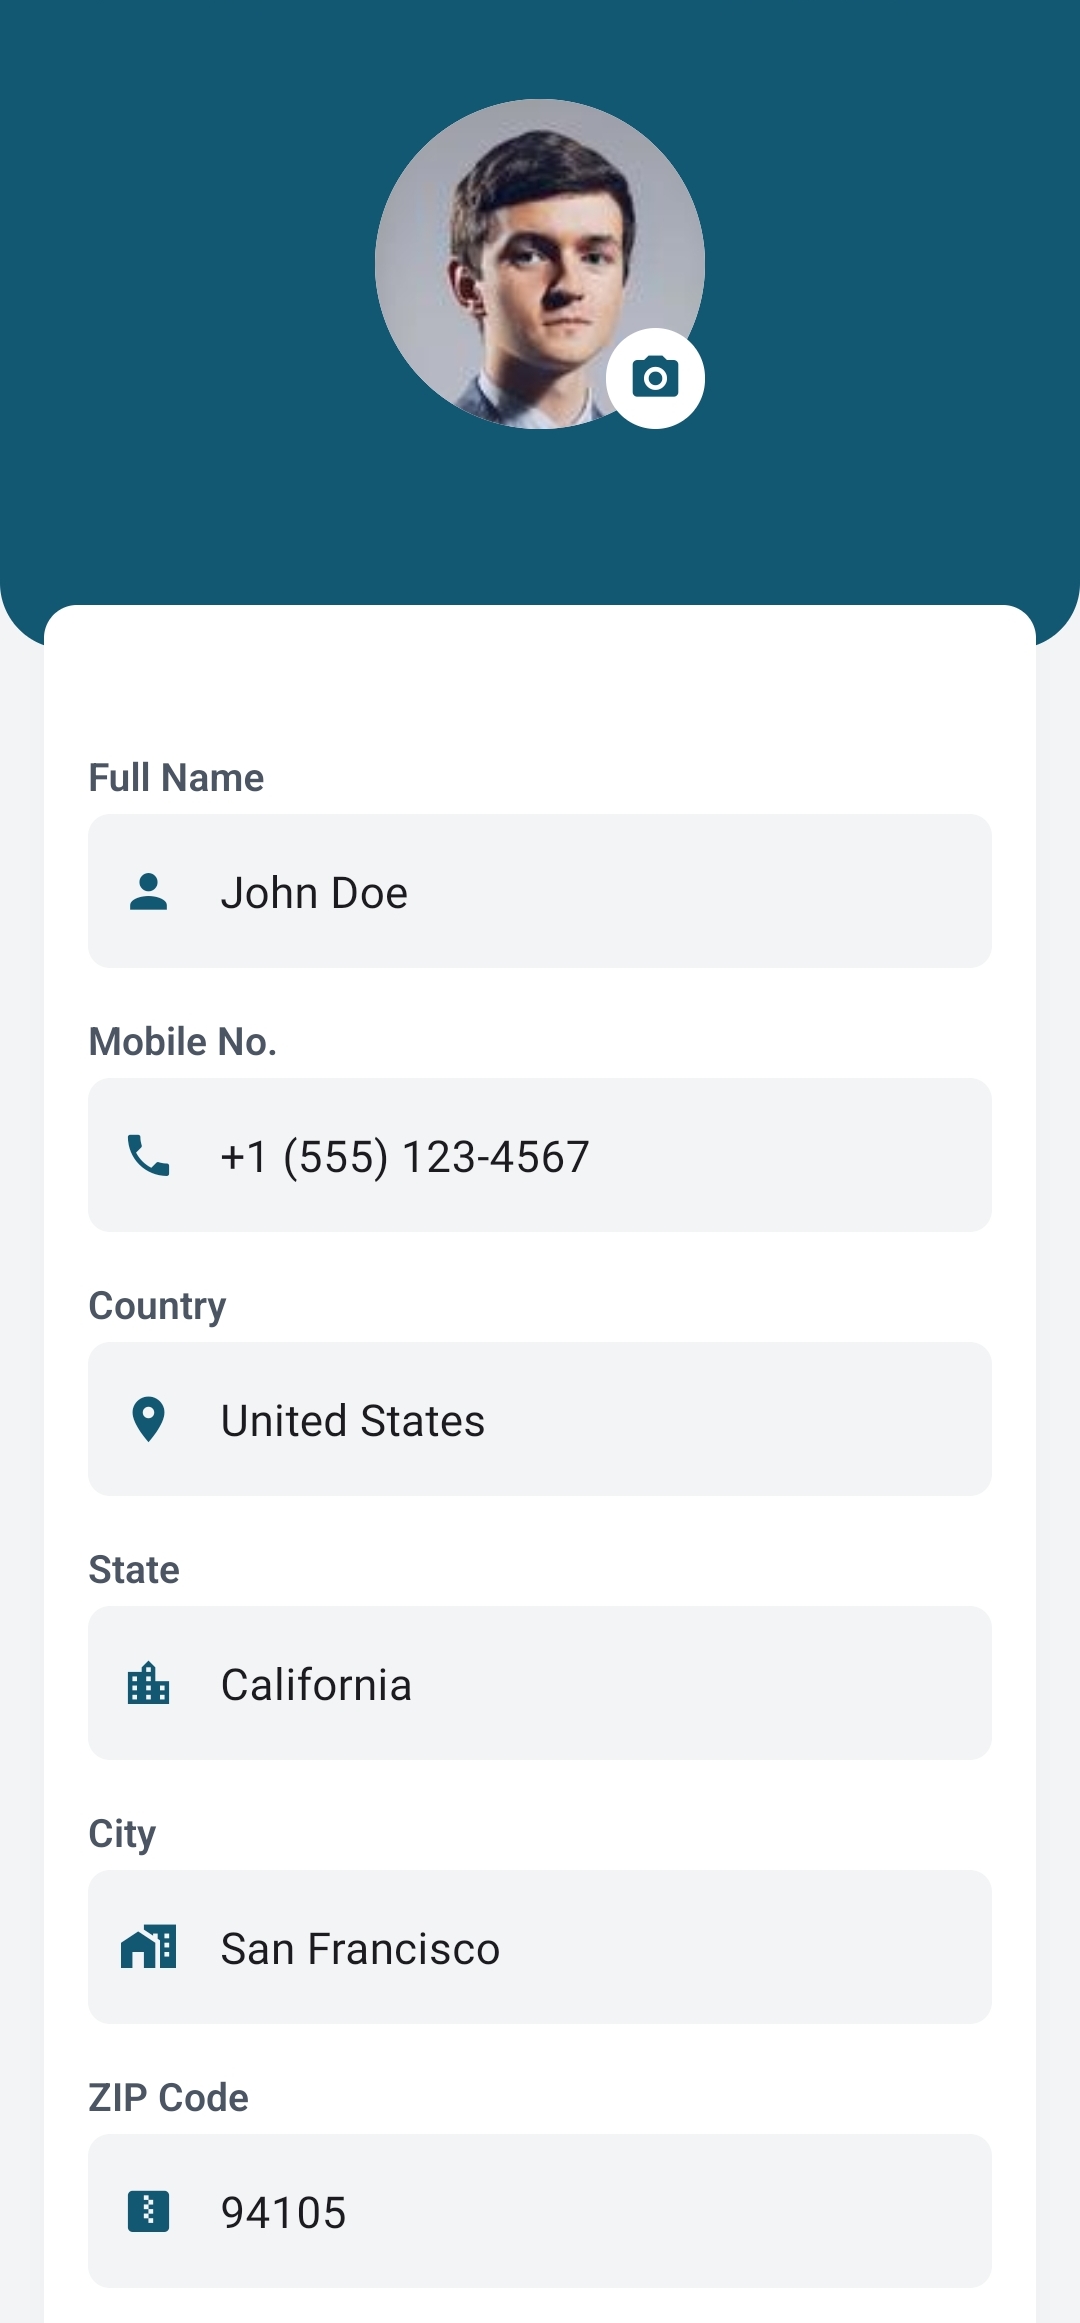 Full Name
John Doe
Mobile No.
+1 (555) 123-4567
Country
United States
State
California
City
San Francisco
ZIP Code
94105